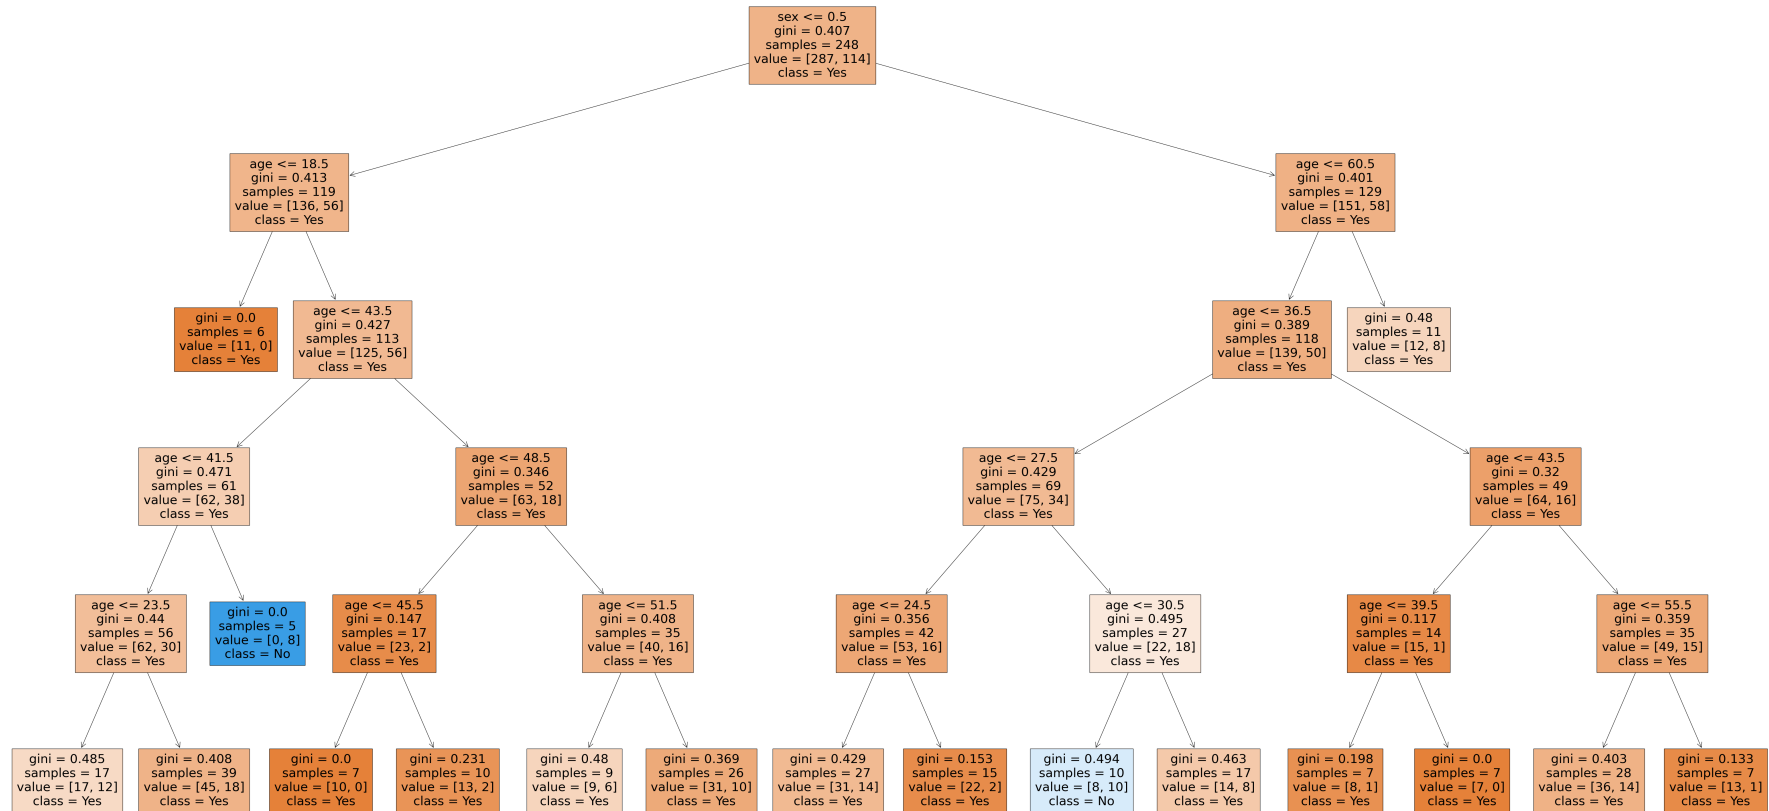 sex <= 0.5
gini = 0.407
samples = 248
value = [287, 114]
class = Yes
age <= 18.5
gini = 0.413
samples = 119
value = [136, 56]
class = Yes
age <= 60.5
gini = 0.401
samples = 129
value = [151, 58]
class = Yes
gini = 0.0
samples = 6
value = [11, 0]
class = Yes
age <= 43.5
gini = 0.427
samples = 113
value = [125, 56]
class = Yes
age <= 36.5
gini = 0.389
samples = 118
value = [139, 50]
class = Yes
gini = 0.48
samples = 11
value = [12, 8]
class = Yes
age <= 41.5
gini = 0.471
samples = 61
value = [62, 38]
class = Yes
age <= 48.5
gini = 0.346
samples = 52
value = [63, 18]
class = Yes
age <= 27.5
gini = 0.429
samples = 69
value = [75, 34]
class = Yes
age <= 43.5
gini = 0.32
samples = 49
value = [64, 16]
class = Yes
age <= 23.5
gini = 0.44
samples = 56
value = [62, 30]
class = Yes
gini = 0.0
samples = 5
value = [0, 8]
class = No
age <= 45.5
gini = 0.147
samples = 17
value = [23, 2]
class = Yes
age <= 51.5
gini = 0.408
samples = 35
value = [40, 16]
class = Yes
age <= 24.5
gini = 0.356
samples = 42
value = [53, 16]
class = Yes
age <= 30.5
gini = 0.495
samples = 27
value = [22, 18]
class = Yes
age <= 39.5
gini = 0.117
samples = 14
value = [15, 1]
class = Yes
age <= 55.5
gini = 0.359
samples = 35
value = [49, 15]
class = Yes
gini = 0.485
samples = 17
value = [17, 12]
class = Yes
gini = 0.408
samples = 39
value = [45, 18]
class = Yes
gini = 0.0
samples = 7
value = [10, 0]
class = Yes
gini = 0.231
samples = 10
value = [13, 2]
class = Yes
gini = 0.48
samples = 9
value = [9, 6]
class = Yes
gini = 0.369
samples = 26
value = [31, 10]
class = Yes
gini = 0.429
samples = 27
value = [31, 14]
class = Yes
gini = 0.153
samples = 15
value = [22, 2]
class = Yes
gini = 0.494
samples = 10
value = [8, 10]
class = No
gini = 0.463
samples = 17
value = [14, 8]
class = Yes
gini = 0.198
samples = 7
value = [8, 1]
class = Yes
gini = 0.0
samples = 7
value = [7, 0]
class = Yes
gini = 0.403
samples = 28
value = [36, 14]
class = Yes
gini = 0.133
samples = 7
value = [13, 1]
class = Yes